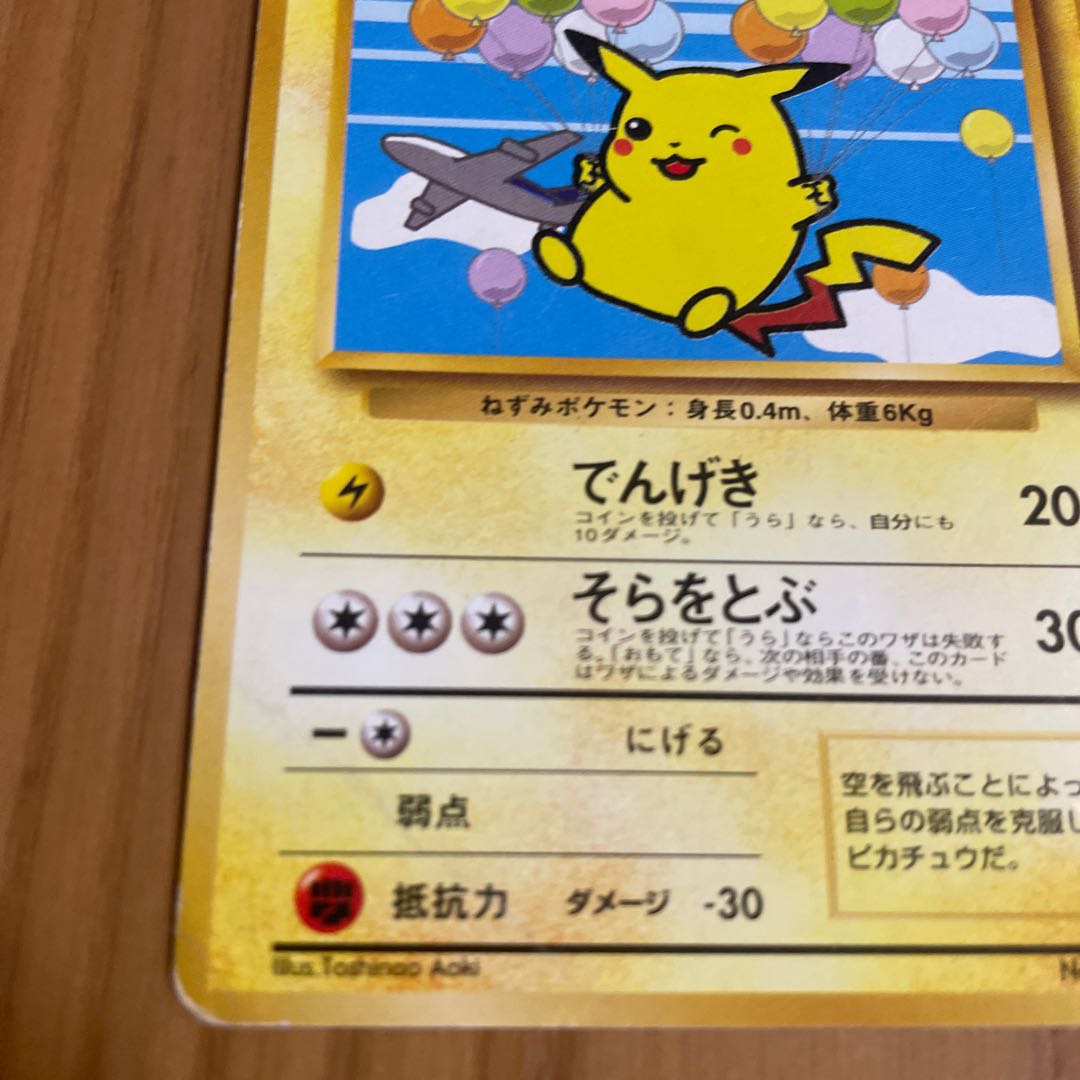 ねずみポケモン：身長0.4m、体重6Kg
でんげき 20
コインを投げて「うら」なら、自分にも
10ダメージ。
そらをとぶ 30
コインを投げて「うら」ならこのワザは失敗す
る。「おもて」なら、次の相手の番、このカード
はワザによるダメージや効果を受けない。
にげる
弱点
抵抗力 ダメージ -30
空を飛ぶことによっ
自らの弱点を克服し
ピカチュウだ。
Illus. Toshinao Aoki